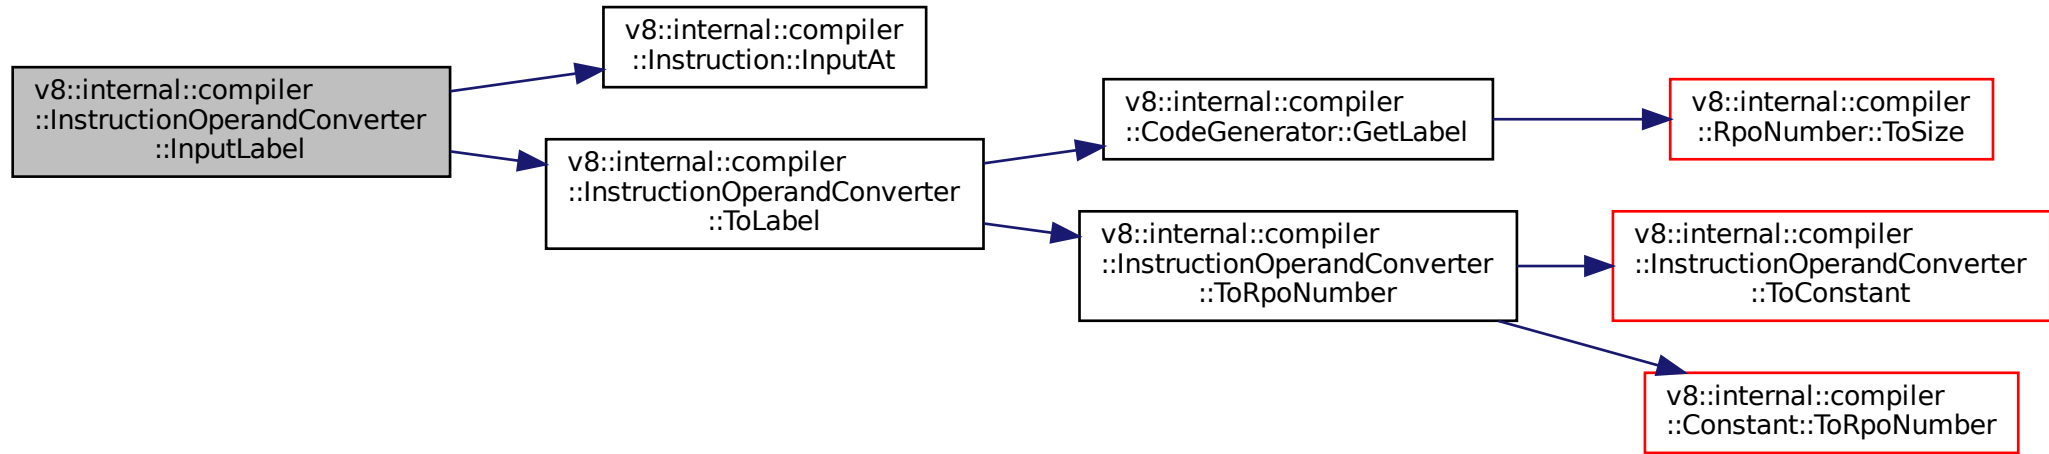 v8::internal::compiler
::InstructionOperandConverter
::InputLabel
v8::internal::compiler
::Instruction::InputAt
v8::internal::compiler
::InstructionOperandConverter
::ToLabel
v8::internal::compiler
::CodeGenerator::GetLabel
v8::internal::compiler
::RpoNumber::ToSize
v8::internal::compiler
::InstructionOperandConverter
::ToRpoNumber
v8::internal::compiler
::InstructionOperandConverter
::ToConstant
v8::internal::compiler
::Constant::ToRpoNumber